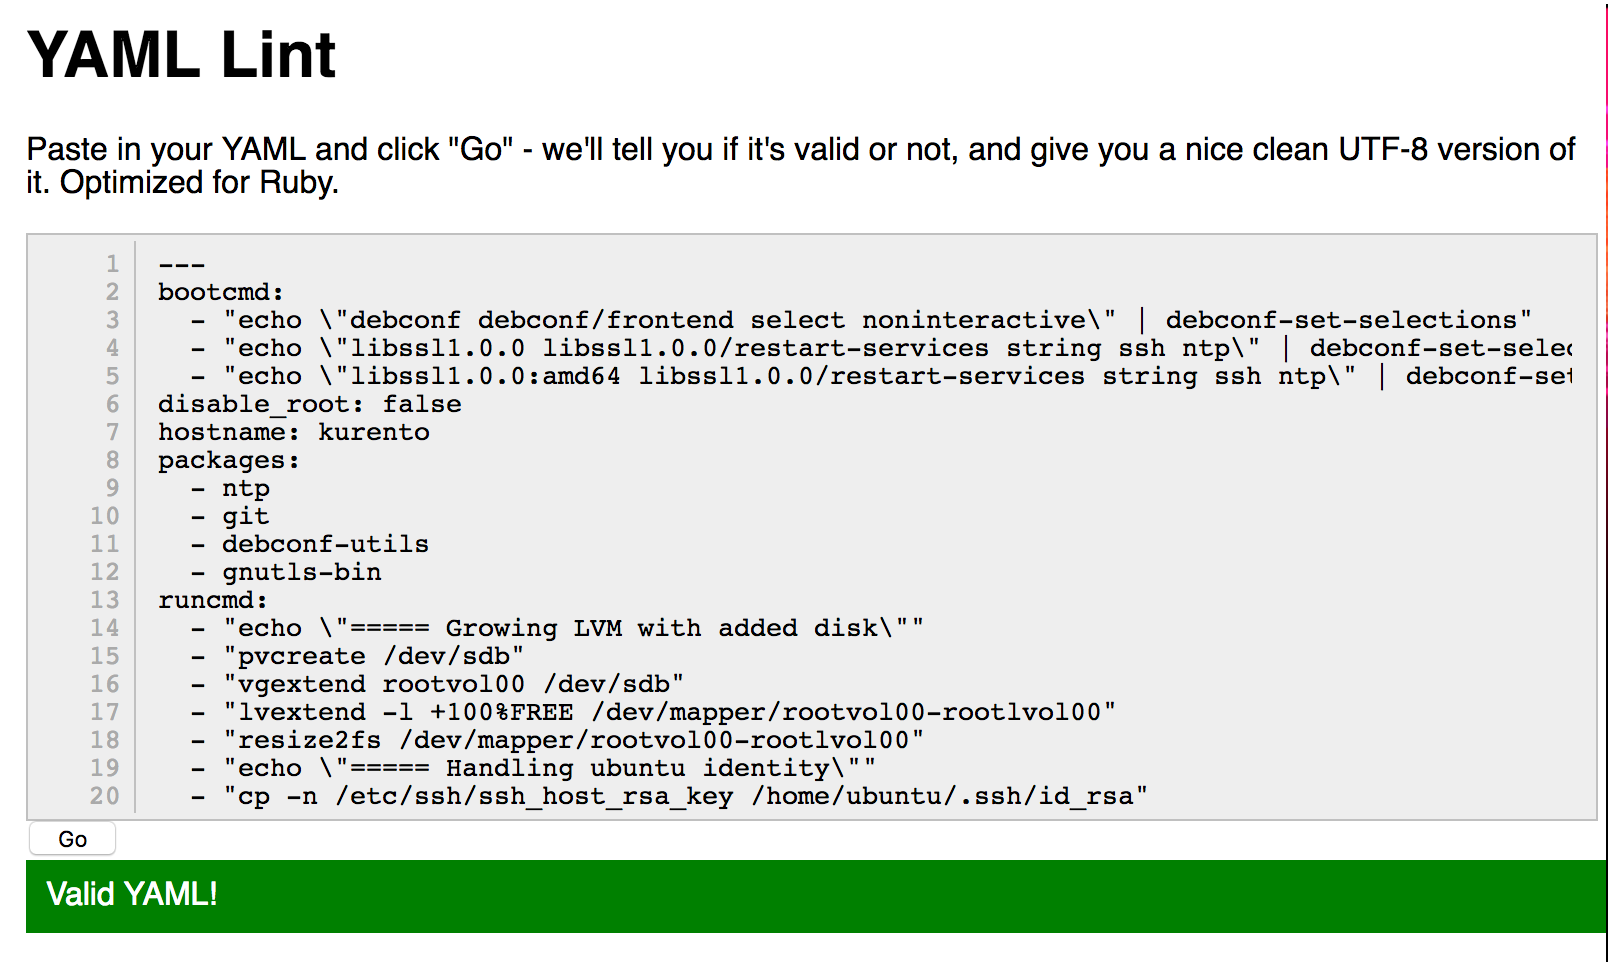 YAML Lint
Paste in your YAML and click "Go" - we'll tell you if it's valid or not, and give you a nice clean UTF-8 version of
it. Optimized for Ruby.
1 ---
2 bootcmd:
3   - "echo \"debconf debconf/frontend select noninteractive\" | debconf-set-selections"
4   - "echo \"libssl1.0.0 libssl1.0.0/restart-services string ssh ntp\" | debconf-set-selec
5   - "echo \"libssl1.0.0:amd64 libssl1.0.0/restart-services string ssh ntp\" | debconf-set
6 disable_root: false
7 hostname: kurento
8 packages:
9   - ntp
10   - git
11   - debconf-utils
12   - gnutls-bin
13 runcmd:
14   - "echo \"===== Growing LVM with added disk\""
15   - "pvcreate /dev/sdb"
16   - "vgextend rootvol00 /dev/sdb"
17   - "lvextend -l +100%FREE /dev/mapper/rootvol00-rootlvol00"
18   - "resize2fs /dev/mapper/rootvol00-rootlvol00"
19   - "echo \"===== Handling ubuntu identity\""
20   - "cp -n /etc/ssh/ssh_host_rsa_key /home/ubuntu/.ssh/id_rsa"
Go
Valid YAML!